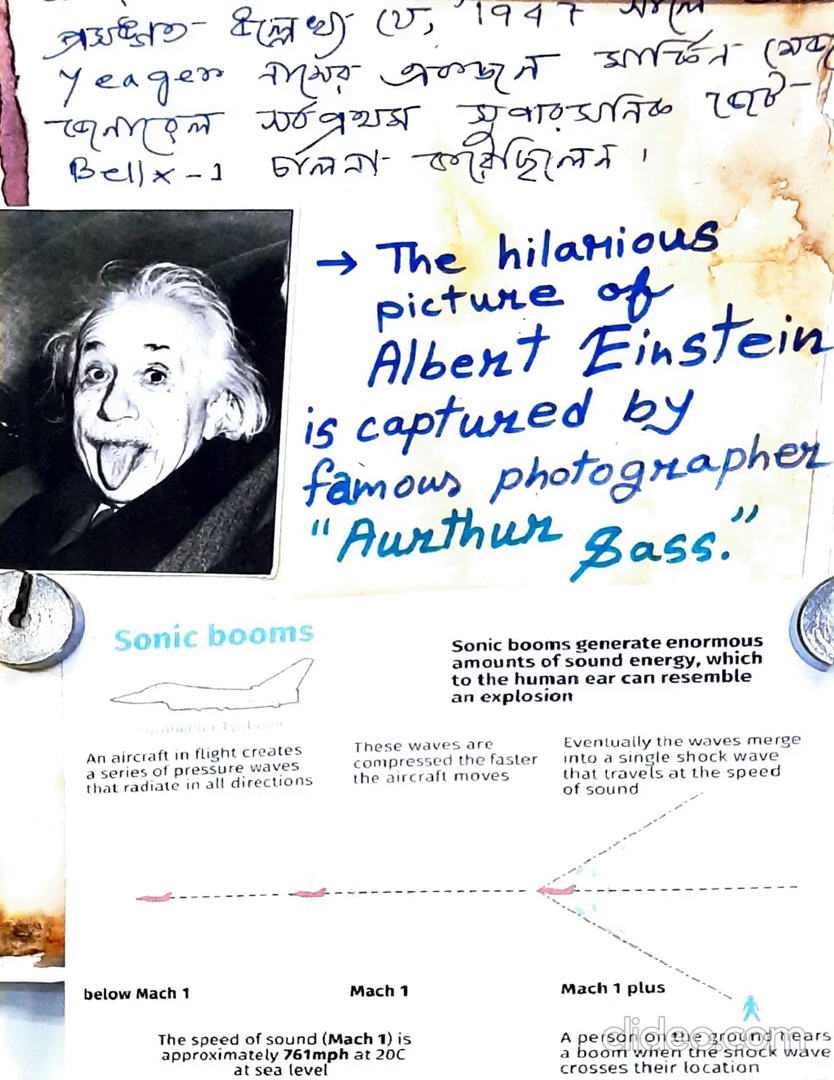 প্রসঙ্গত উল্লেখ্য যে, 1947 সালে
Yeager নামের একজন মার্কিন
জেনারেল সর্বপ্রথম সুপারসনিক জেট-
Bell x-1 চালনা করেছিলেন।
→ The hilarious
picture of
Albert Einstein
is captured by
famous photographer
"Aurthur Sass."
Sonic booms
Sonic booms generate enormous
amounts of sound energy, which
to the human ear can resemble
an explosion
An aircraft in flight creates
a series of pressure waves
that radiate in all directions
These waves are
compressed the faster
the aircraft moves
Eventually the waves merge
into a single shock wave
that travels at the speed
of sound
below Mach 1
Mach 1
Mach 1 plus
The speed of sound (Mach 1) is
approximately 761mph at 20C
at sea level
A person on the ground hears
a boom when the shock wave
crosses their location
clideo.com